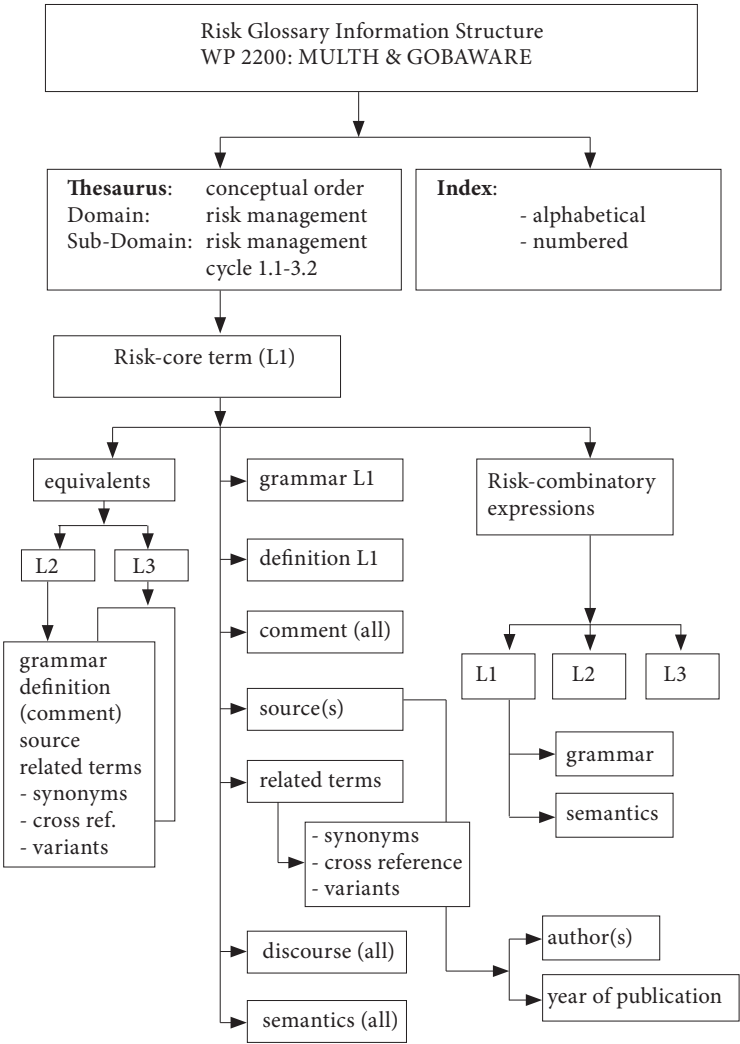 Risk Glossary Information Structure
WP 2200: MULTH & GOBAWARE
Thesaurus: conceptual order
Domain: risk management
Sub-Domain: risk management
cycle 1.1-3.2
Index:
- alphabetical
- numbered
Risk-core term (L1)
equivalents
L2
L3
grammar
definition
(comment)
source
related terms
- synonyms
- cross ref.
- variants
grammar L1
definition L1
comment (all)
source(s)
related terms
- synonyms
- cross reference
- variants
discourse (all)
semantics (all)
Risk-combinatory
expressions
L1
L2
L3
grammar
semantics
author(s)
year of publication